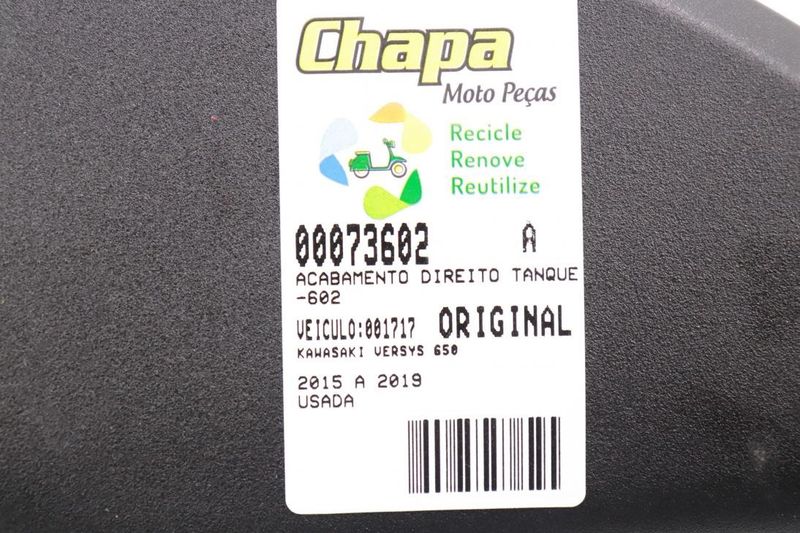 Chapa
Moto Peças
Recicle
Renove
Reutilize
00073602 A
ACABAMENTO DIREITO TANQUE
-602
VEICULO:001717 ORIGINAL
KAWASAKI VERSYS 650
2015 A 2019
USADA